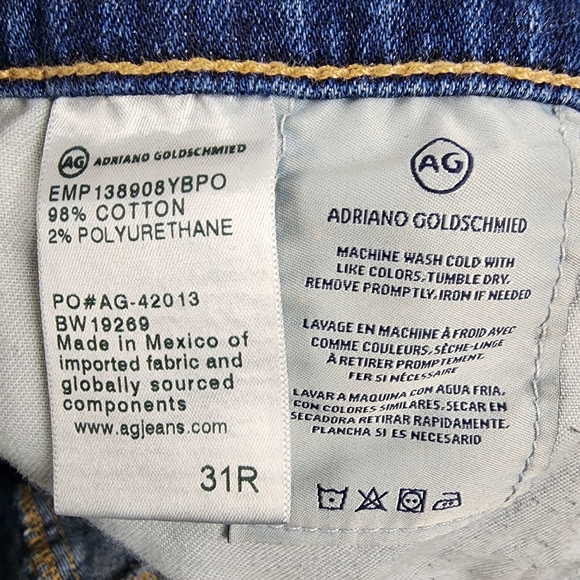 AG ADRIANO GOLDSCHMIED
EMP138908YBPO
98% COTTON
2% POLYURETHANE
PO#AG-42013
BW19269
Made in Mexico of
imported fabric and
globally sourced
components
www.agjeans.com
31R
AG
ADRIANO GOLDSCHMIED
MACHINE WASH COLD WITH
LIKE COLORS, TUMBLE DRY,
REMOVE PROMPTLY, IRON IF NEEDED
LAVAGE EN MACHINE À FROID AVEC
COMME COULEURS, SÈCHE-LINGE
À RETIRER PROMPTEMENT,
FER SI NÉCESSAIRE
LAVAR A MAQUINA CON AGUA FRIA,
CON COLORES SIMILARES, SECAR EN
SECADORA RETIRAR RAPIDAMENTE,
PLANCHA SI ES NECESARIO